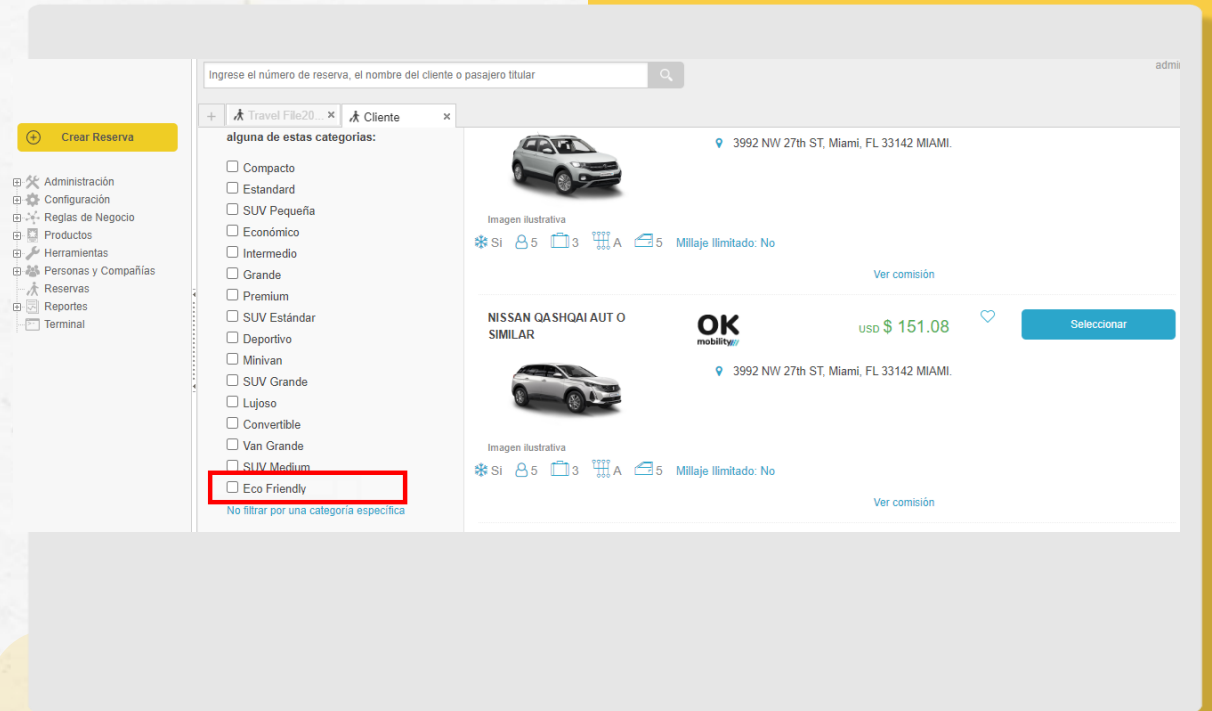 Ingrese el número de reserva, el nombre del cliente o pasajero titular
admin
+ Travel File20... × Cliente ×
Crear Reserva
Administración
Configuración
Reglas de Negocio
Productos
Herramientas
Personas y Compañías
Reservas
Reportes
Terminal
alguna de estas categorias:
Compacto
Estandard
SUV Pequeña
Económico
Intermedio
Grande
Premium
SUV Estándar
Deportivo
Minivan
SUV Grande
Lujoso
Convertible
Van Grande
SUV Medium
Eco Friendly
No filtrar por una categoría específica
3992 NW 27th ST, Miami, FL 33142 MIAMI.
Imagen ilustrativa
Si 5 3 A 5 Millaje Ilimitado: No
Ver comisión
NISSAN QASHQAI AUT O
SIMILAR
OK
mobility
USD $ 151.08
Seleccionar
3992 NW 27th ST, Miami, FL 33142 MIAMI.
Imagen ilustrativa
Si 5 3 A 5 Millaje Ilimitado: No
Ver comisión